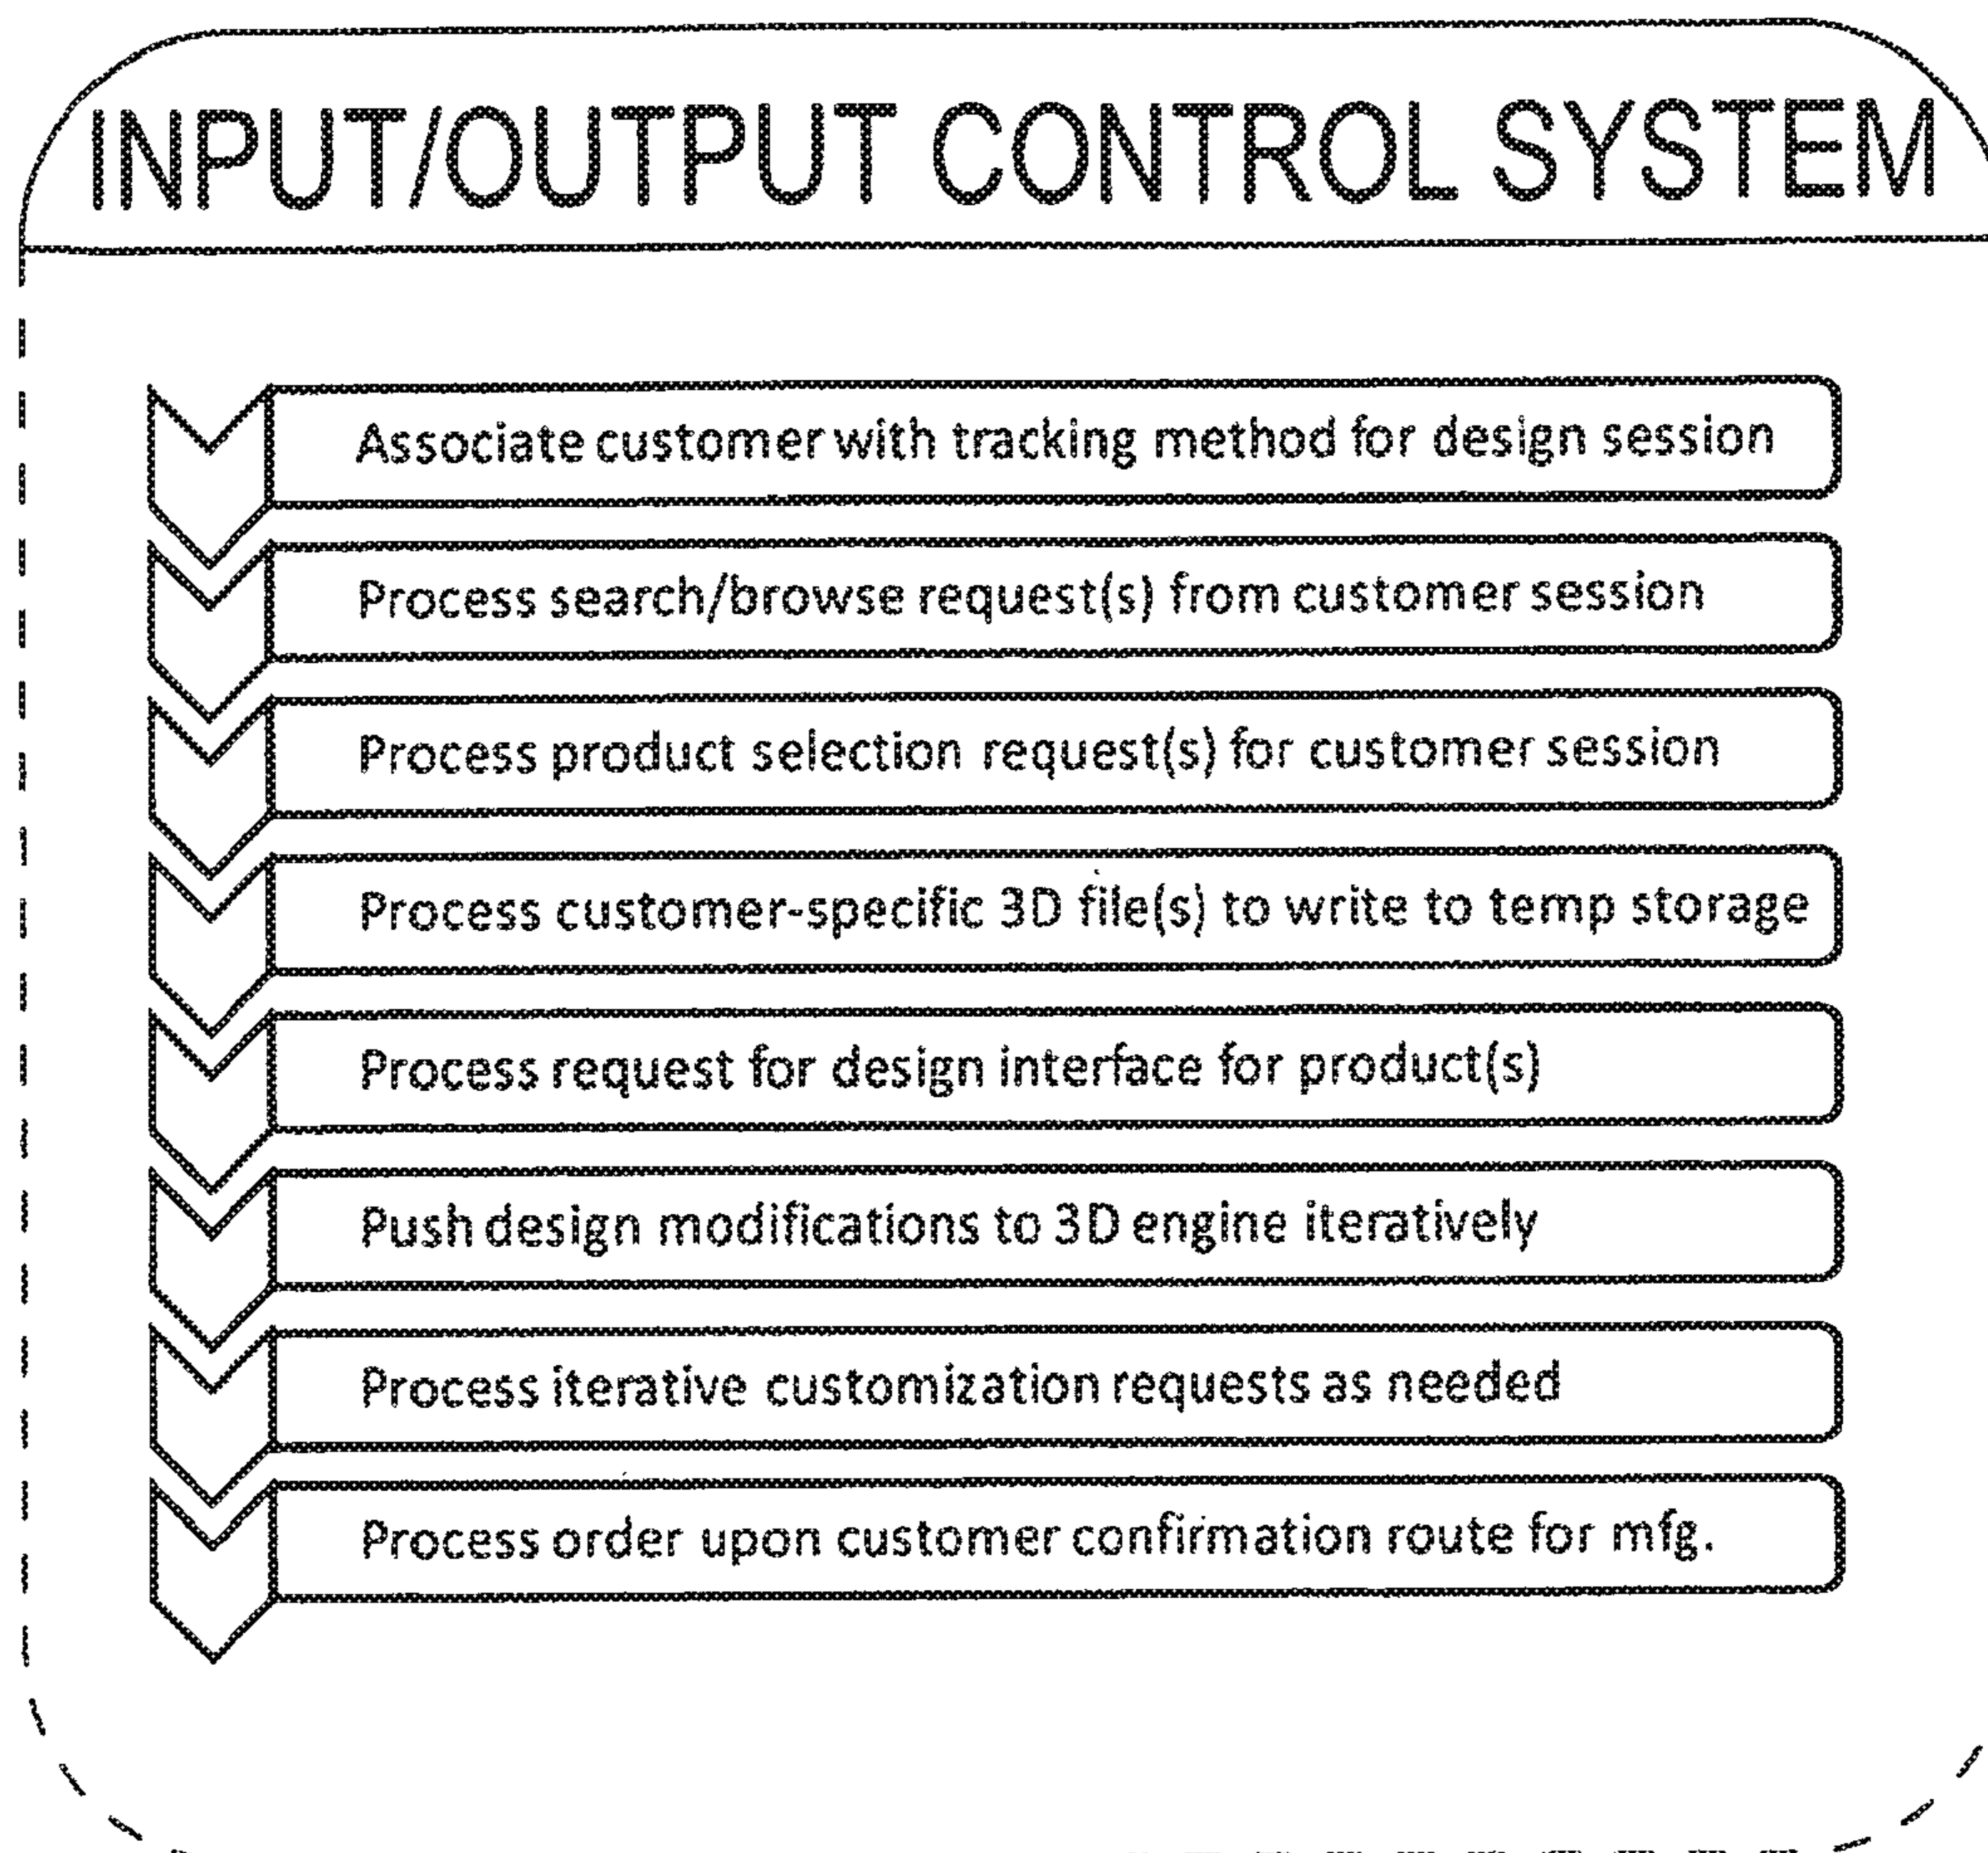 INPUT/OUTPUT CONTROL SYSTEM
Associate customer with tracking method for design session
Process search/browse request(s) from customer session
Process product selection request(s) for customer session
Process customer-specific 3D file(s) to write to temp storage
Process request for design interface for product(s)
Push design modifications to 3D engine iteratively
Process iterative customization requests as needed
Process order upon customer confirmation route for mfg.